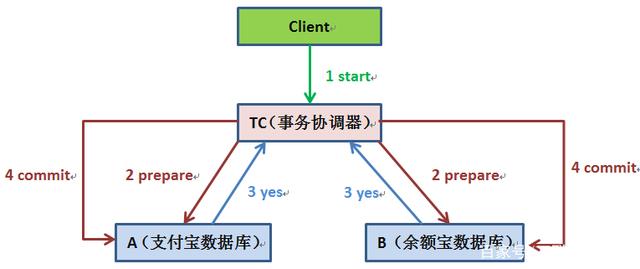 Client
1 start
TC(事务协调器)
4 commit
2 prepare
3 yes
3 yes
2 prepare
4 commit
A(支付宝数据库)
B(余额宝数据库)
百家号